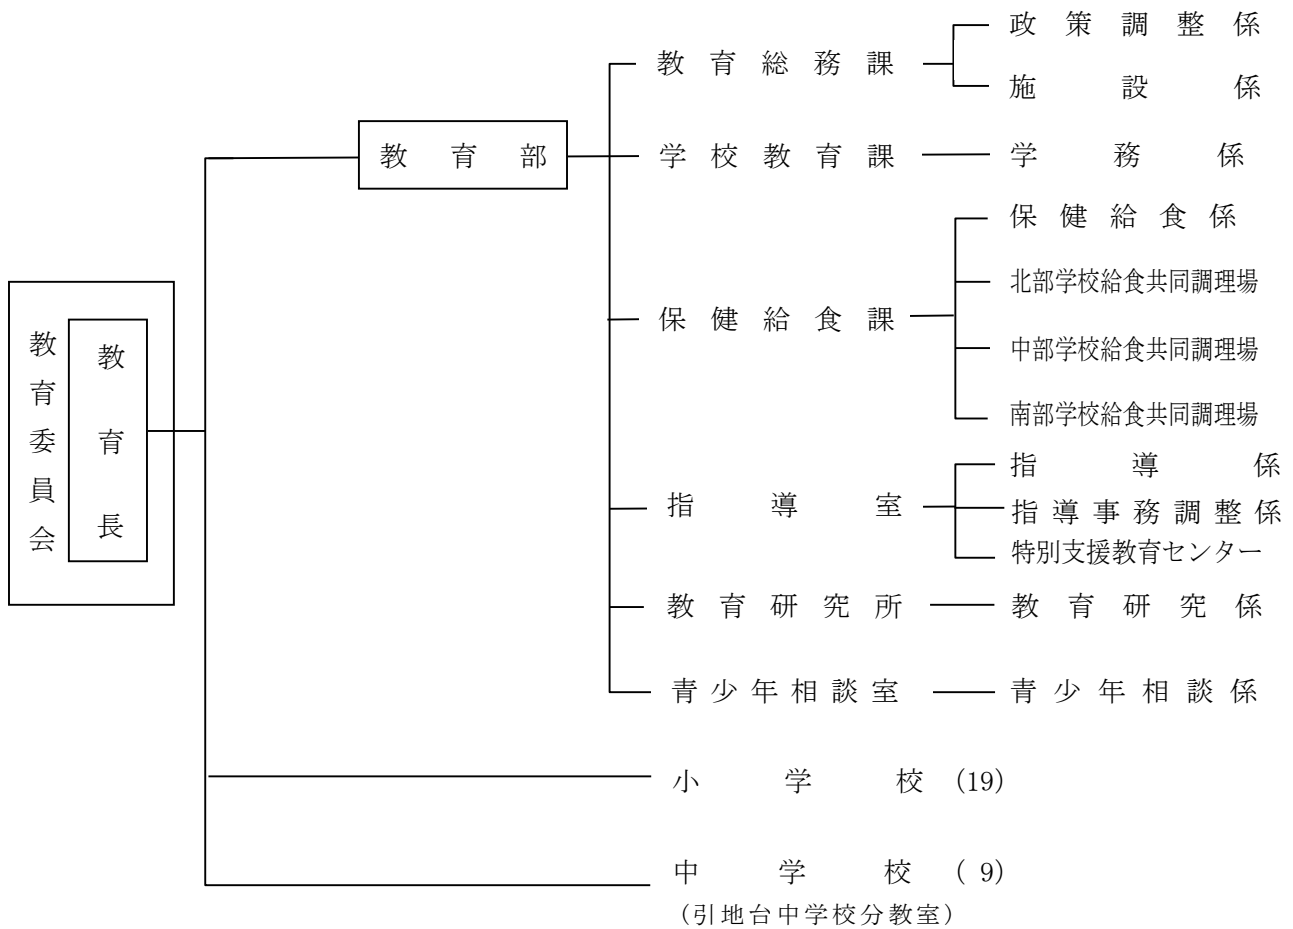 教育委員会
教育長
教育部
教育総務課
政策調整係
施設係
学校教育課
学務係
保健給食課
保健給食係
北部学校給食共同調理場
中部学校給食共同調理場
南部学校給食共同調理場
指導室
指導係
指導事務調整係
特別支援教育センター
教育研究所
教育研究係
青少年相談室
青少年相談係
小学校 (19)
中学校 ( 9)
(引地台中学校分教室)